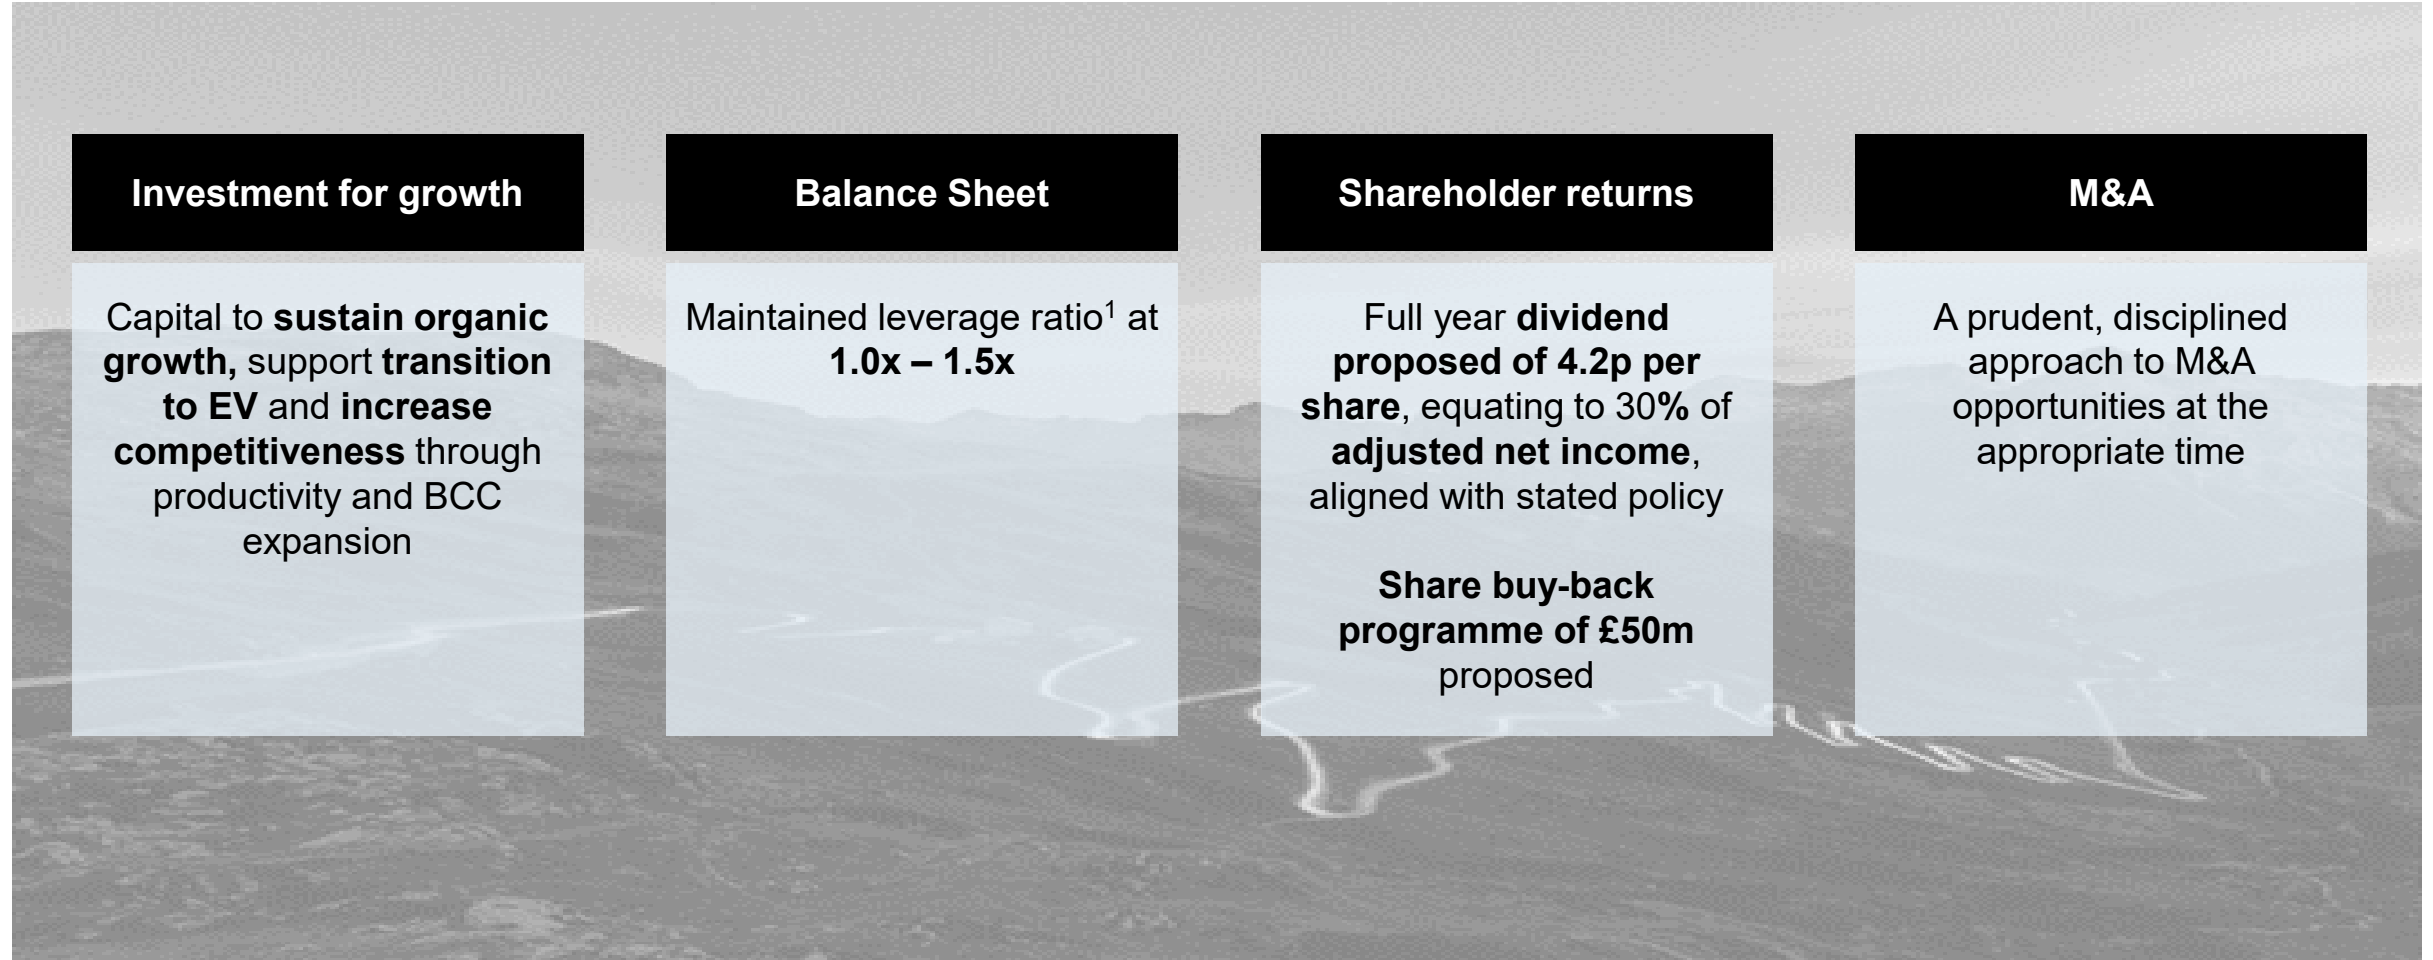 Investment for growth
Capital to sustain organic
growth, support transition
to EV and increase
competitiveness through
productivity and BCC
expansion
Balance Sheet
Maintained leverage ratio¹ at
1.0x – 1.5x
Shareholder returns
Full year dividend
proposed of 4.2p per
share, equating to 30% of
adjusted net income,
aligned with stated policy
Share buy-back
programme of £50m
proposed
M&A
A prudent, disciplined
approach to M&A
opportunities at the
appropriate time